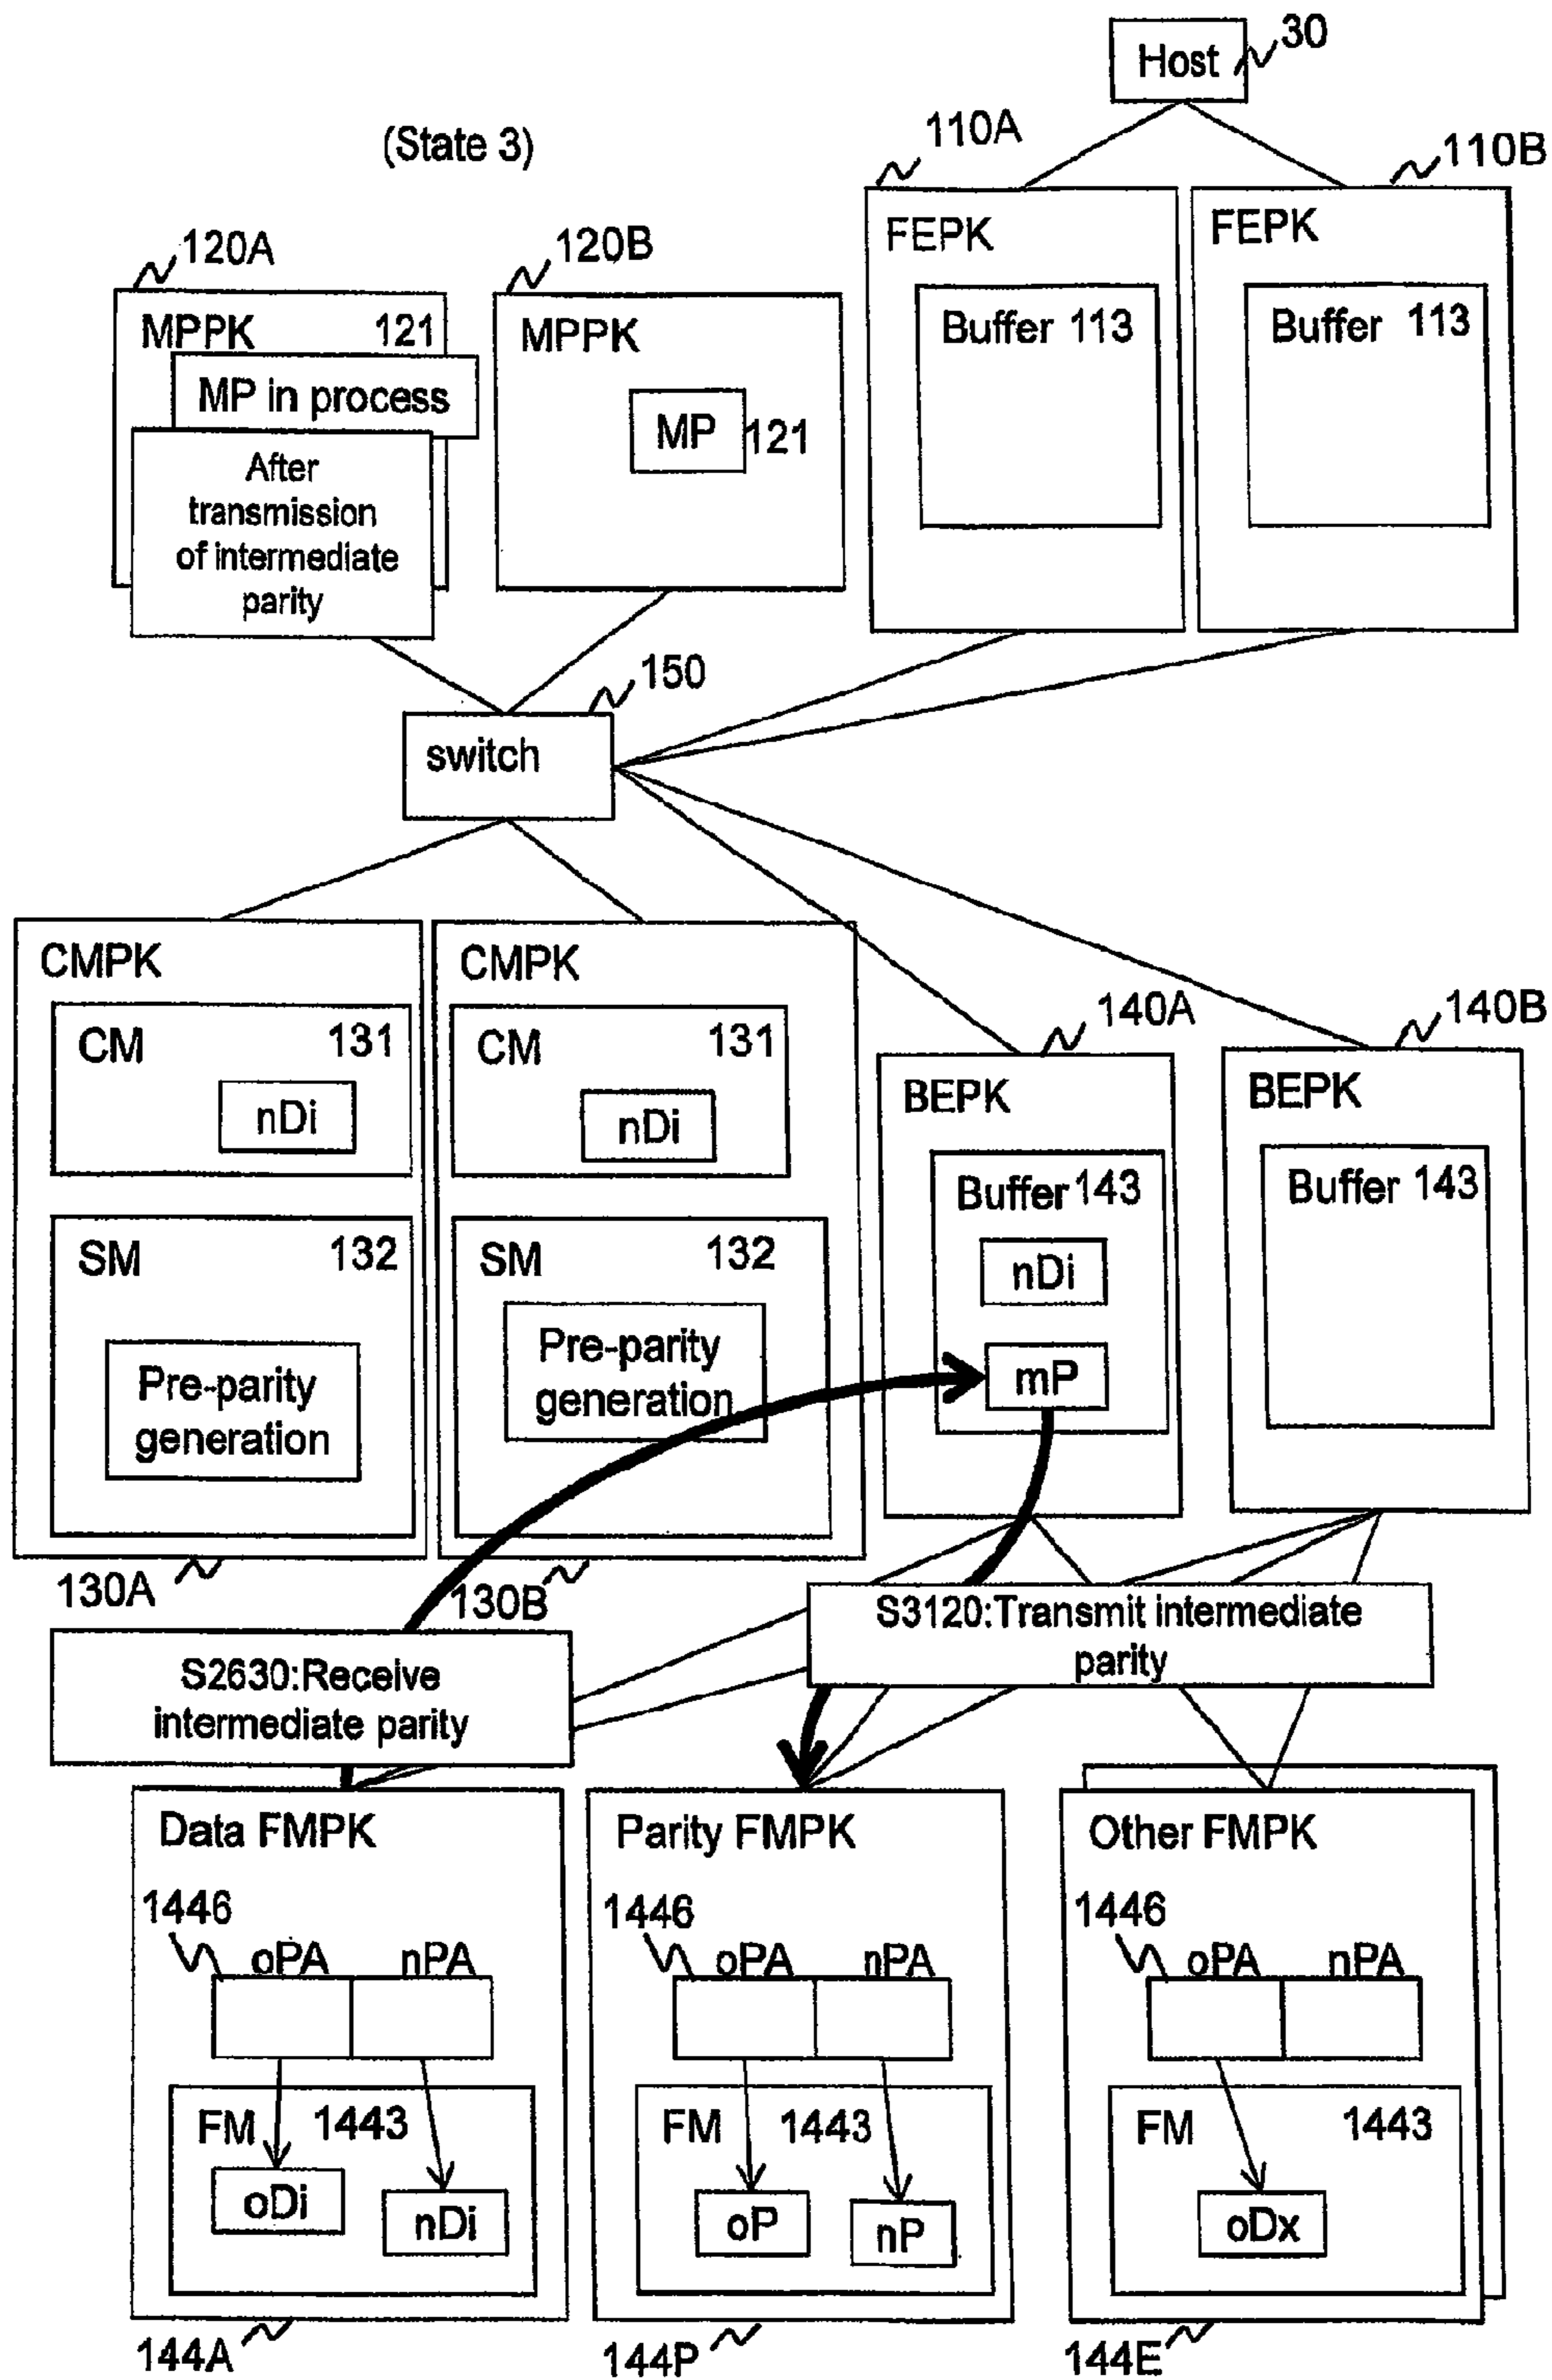 Host
30
(State 3)
110A
110B
FEPK
FEPK
120A
120B
Buffer 113
Buffer 113
MPPK
121
MPPK
MP in process
MP
121
After
transmission
of intermediate
parity
150
switch
CMPK
CMPK
CM
131
CM
131
140A
140B
nDi
nDi
BEPK
BEPK
Buffer 143
Buffer 143
SM
132
SM
132
nDi
Pre-parity
generation
Pre-parity
generation
mP
130A
130B
S3120:Transmit intermediate
parity
S2630:Receive
intermediate parity
Data FMPK
Parity FMPK
Other FMPK
1446
1446
1446
oPA
nPA
oPA
nPA
oPA
nPA
FM
1443
FM
1443
FM
1443
oDi
nDi
oP
nP
oDx
144A
144P
144E